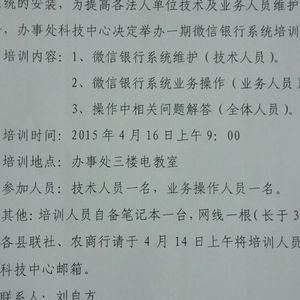 系统的安装，为提高各法人单位技术及业务人员维护
，办事处科技中心决定举办一期微信银行系统培训
培训内容：1、微信银行系统维护（技术人员）。
2、微信银行系统业务操作（业务人员）
3、操作中相关问题解答（全体人员）。
培训时间：2015年4月16日上午9：00
培训地点：办事处三楼电教室
参加人员：技术人员一名，业务操作人员一名。
其他：培训人员自备笔记本一台，网线一根（长于3
各县联社、农商行请于4月14日上午将培训人员
科技中心邮箱。
联系人：刘自方